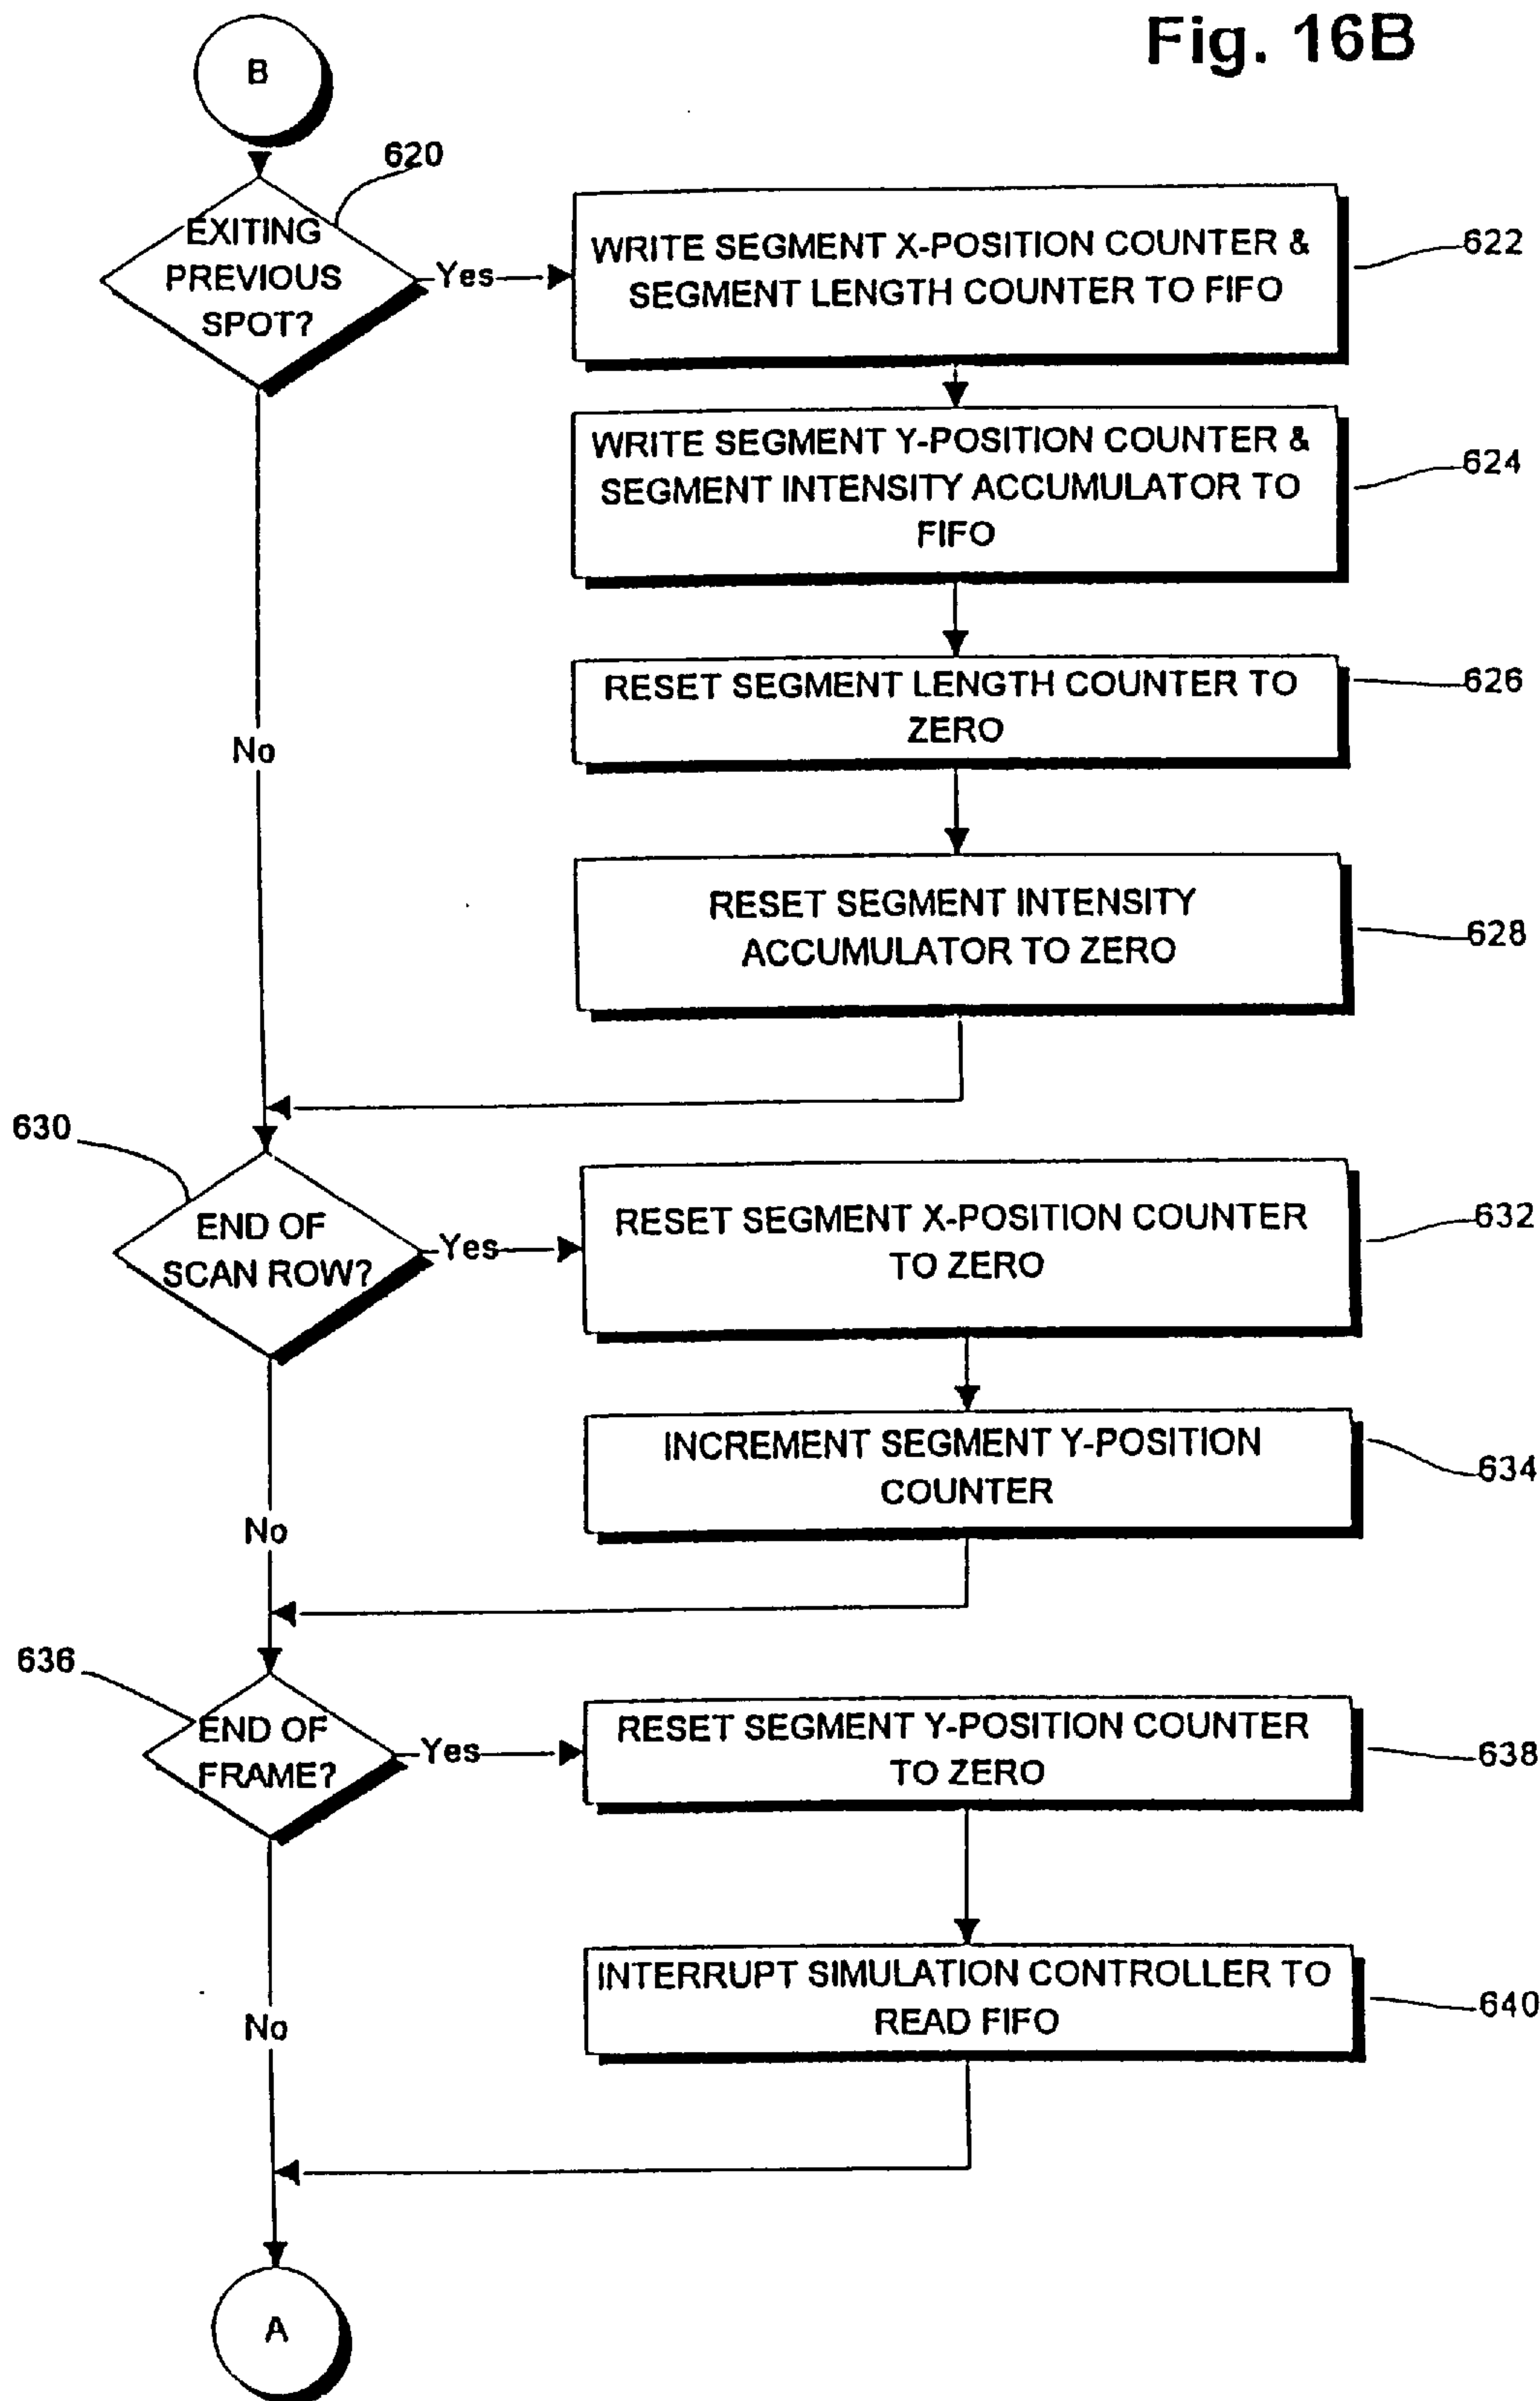 Fig. 16B
B
620
EXITING
PREVIOUS
SPOT?
Yes
WRITE SEGMENT X-POSITION COUNTER &
SEGMENT LENGTH COUNTER TO FIFO
622
WRITE SEGMENT Y-POSITION COUNTER &
SEGMENT INTENSITY ACCUMULATOR TO
FIFO
624
RESET SEGMENT LENGTH COUNTER TO
ZERO
626
No
RESET SEGMENT INTENSITY
ACCUMULATOR TO ZERO
628
630
END OF
SCAN ROW?
Yes
RESET SEGMENT X-POSITION COUNTER
TO ZERO
632
INCREMENT SEGMENT Y-POSITION
COUNTER
634
No
636
END OF
FRAME?
Yes
RESET SEGMENT Y-POSITION COUNTER
TO ZERO
638
INTERRUPT SIMULATION CONTROLLER TO
READ FIFO
640
No
A